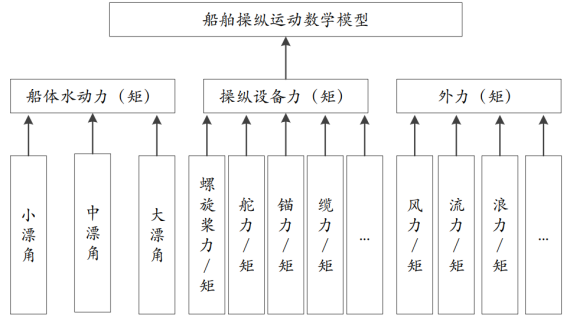 船舶操纵运动数学模型
船体水动力（矩）
操纵设备力（矩）
外力（矩）
小漂角
中漂角
大漂角
螺旋桨力/矩
舵力/矩
锚力/矩
缆力/矩
...
风力/矩
流力/矩
浪力/矩
...